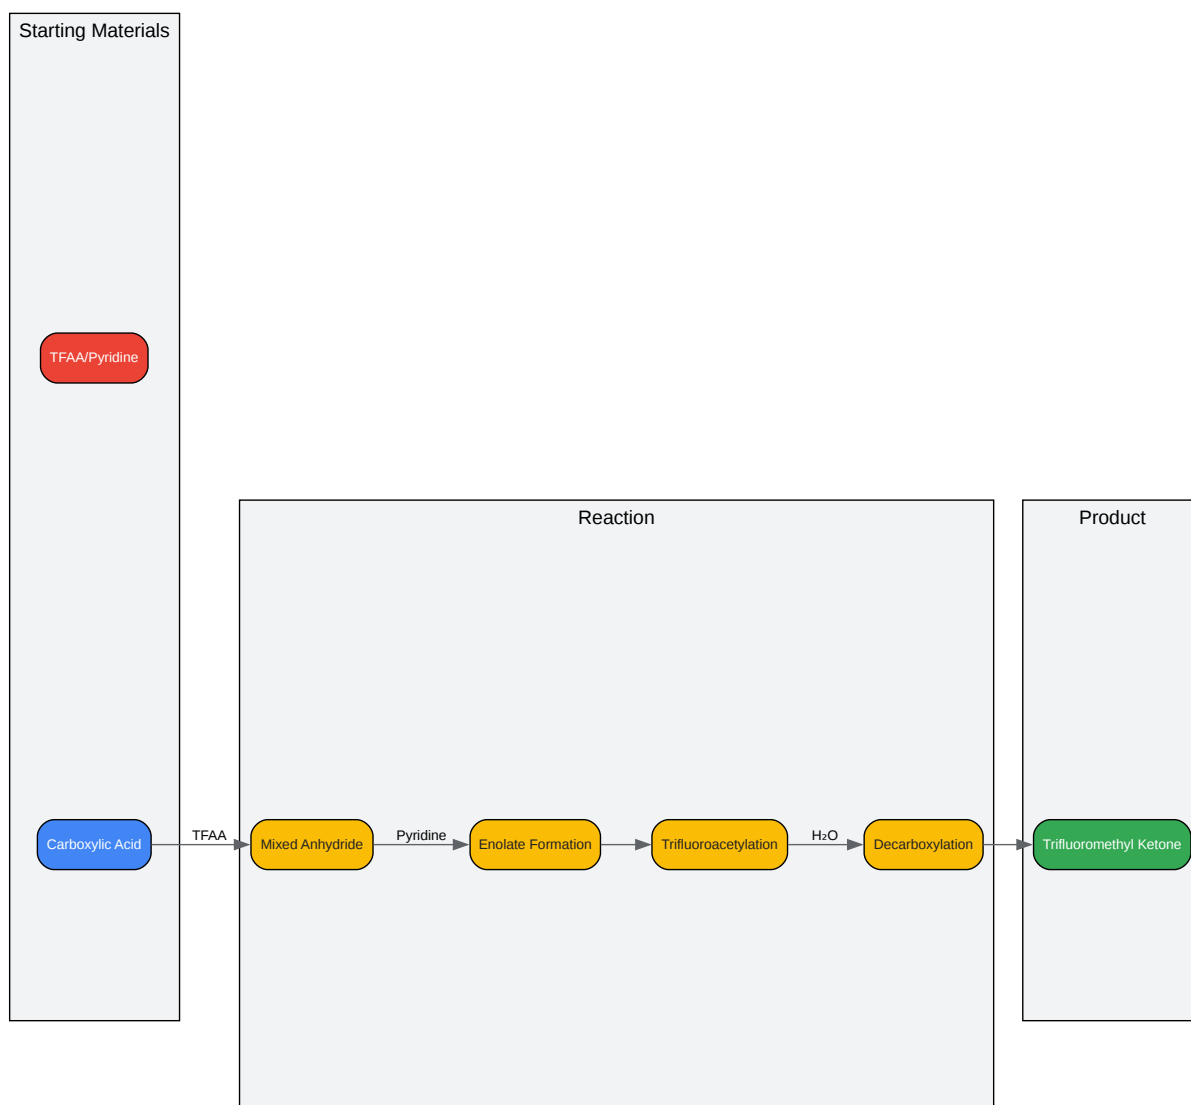 Starting Materials
TFAA/Pyridine
Reaction
Product
Carboxylic Acid
TFAA
Mixed Anhydride
Pyridine
Enolate Formation
Trifluoroacetylation
H₂O
Decarboxylation
Trifluoromethyl Ketone